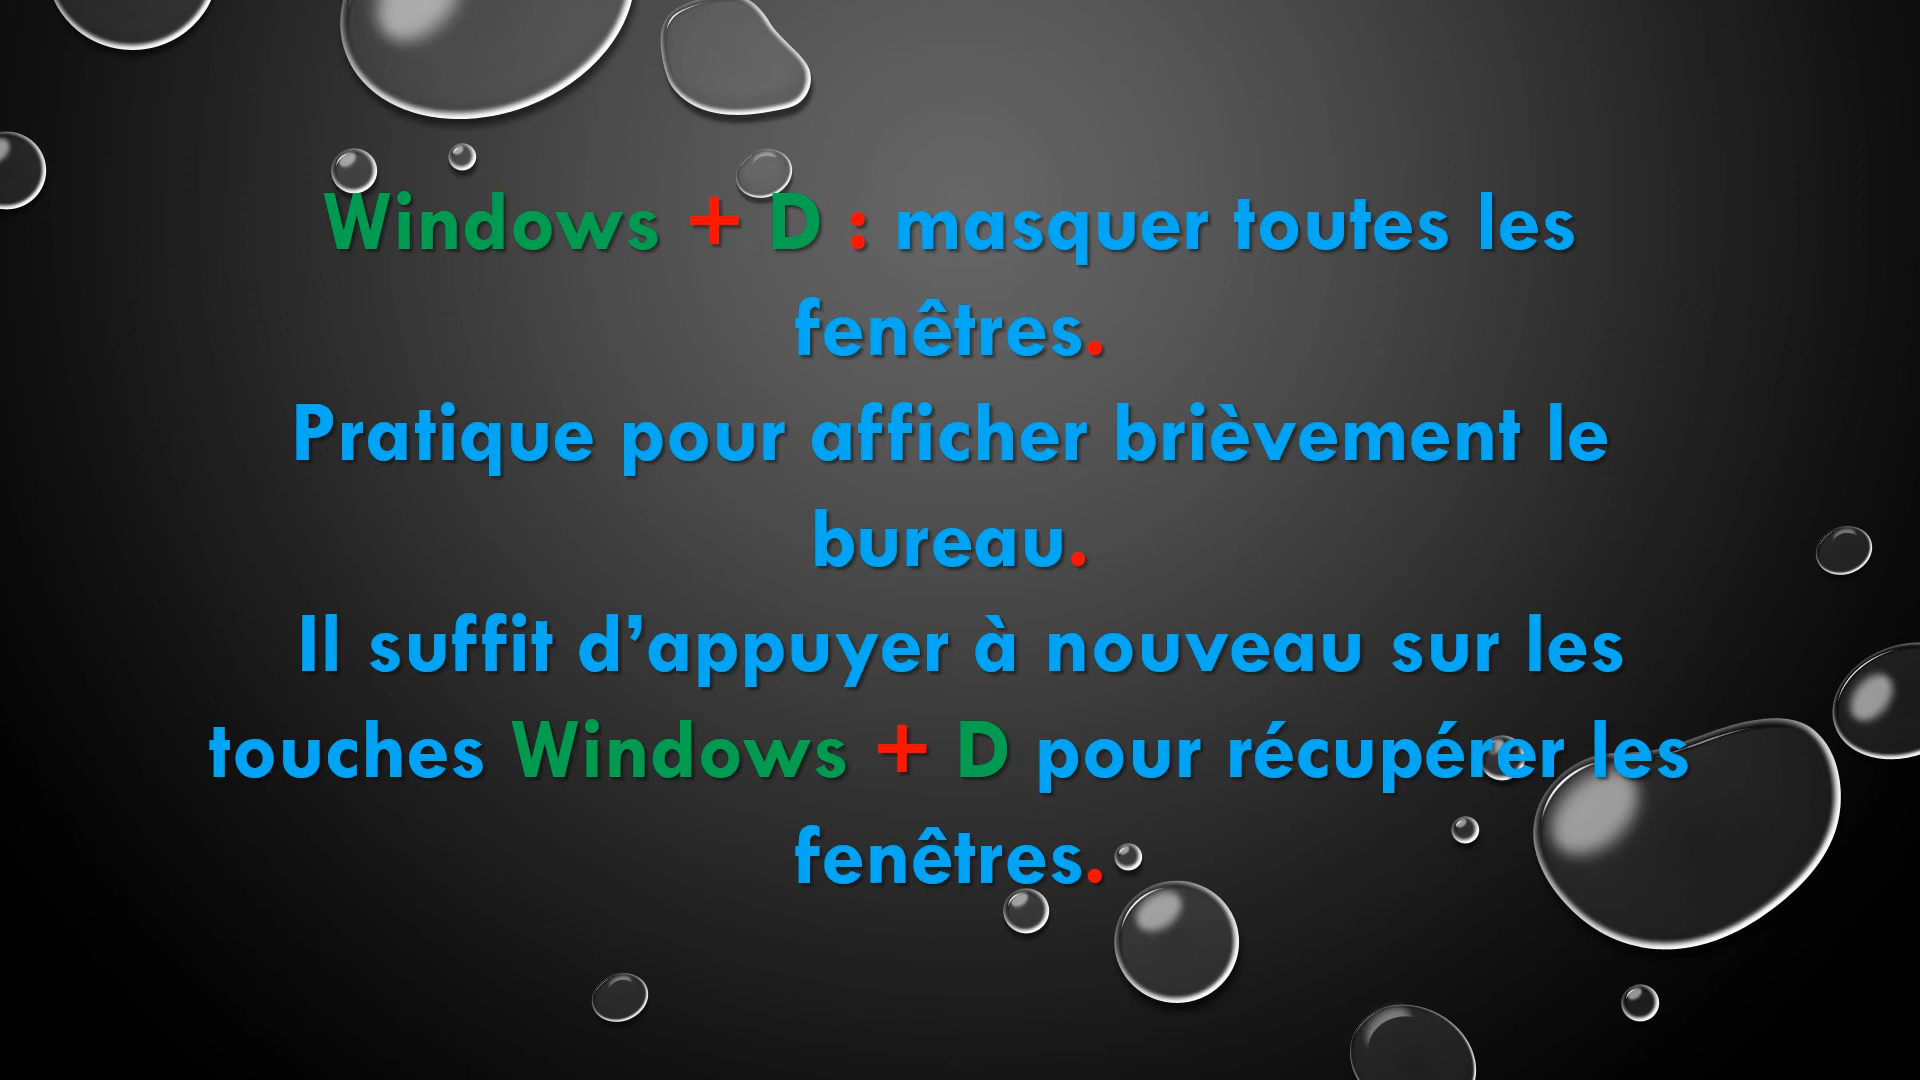 Windows + D : masquer toutes les
fenêtres.
Pratique pour afficher brièvement le
bureau.
Il suffit d’appuyer à nouveau sur les
touches Windows + D pour récupérer les
fenêtres.